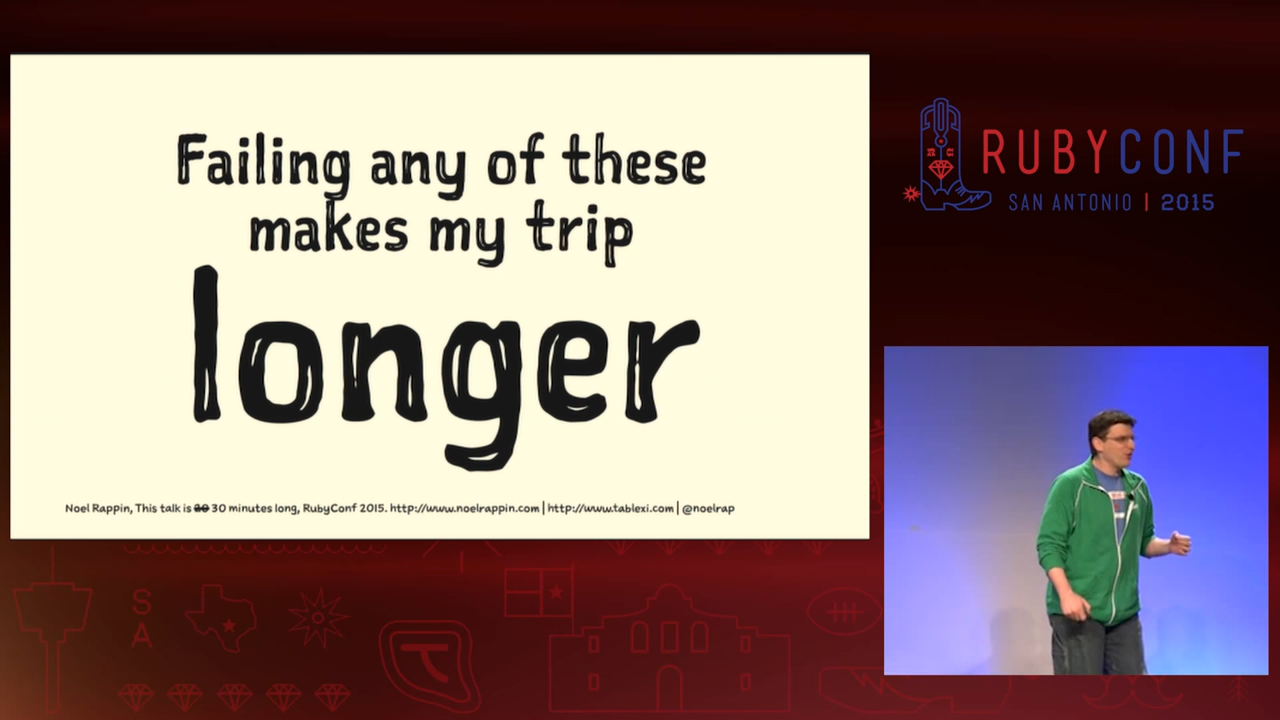 Failing any of these
makes my trip
longer
Noel Rappin, This talk is 20 30 minutes long, RubyConf 2015. http://www.noelrappin.com | http://www.tablexi.com | @noelrap
RUBYCONF
SAN ANTONIO | 2015
S
A